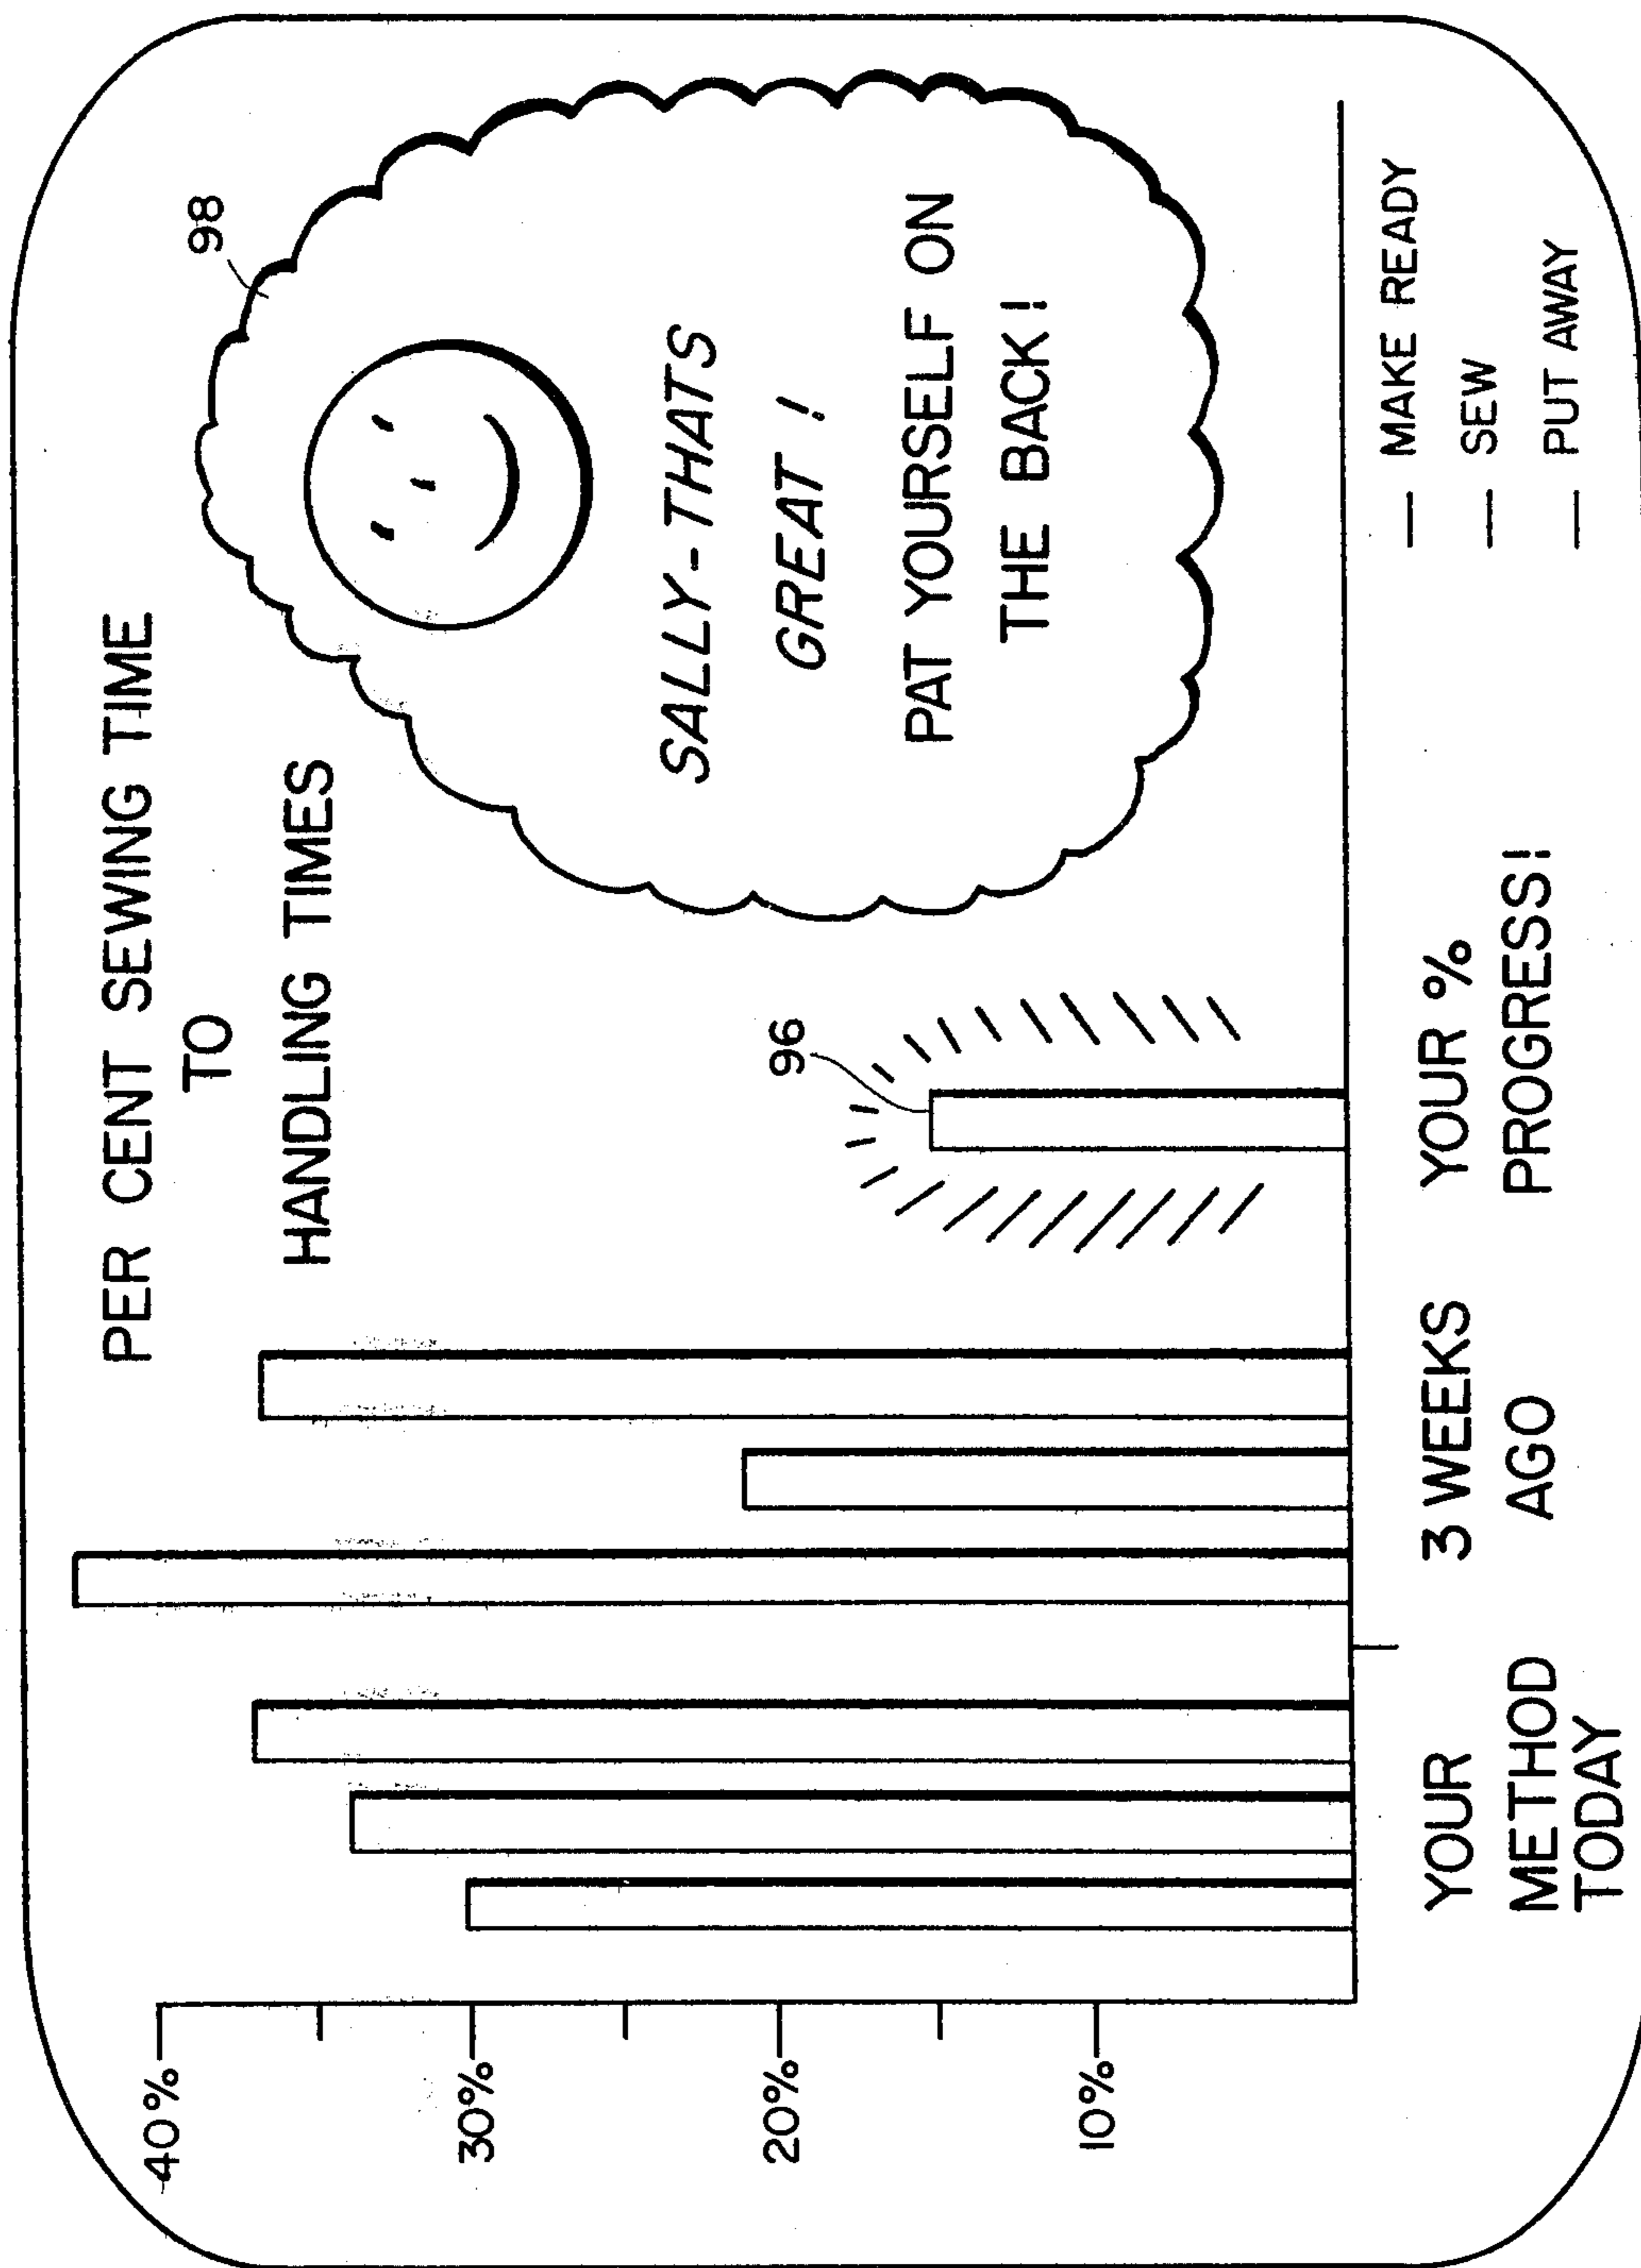 PER CENT SEWING TIME
TO
HANDLING TIMES
98
40%
30%
20%
10%
96
SALLY-THATS
GREAT!
PAT YOURSELF ON
THE BACK!
YOUR
METHOD
TODAY
3 WEEKS
AGO
YOUR %
PROGRESS!
— MAKE READY
— SEW
— PUT AWAY